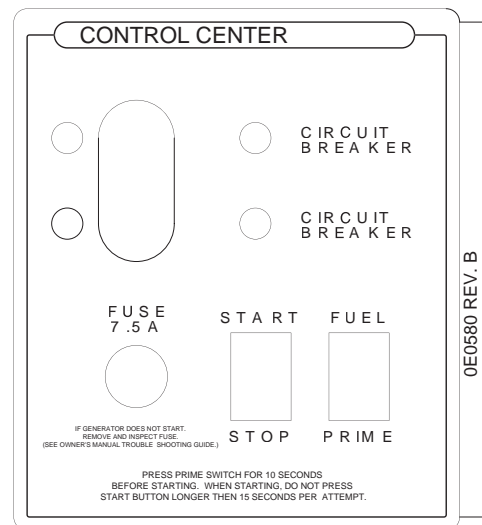 CONTROL CENTER
CIRCUIT
BREAKER
CIRCUIT
BREAKER
FUSE
7.5A
START
FUEL
IF GENERATOR DOES NOT START.
REMOVE AND INSPECT FUSE.
(SEE OWNER'S MANUAL TROUBLE SHOOTING GUIDE.)
STOP
PRIME
PRESS PRIME SWITCH FOR 10 SECONDS
BEFORE STARTING. WHEN STARTING, DO NOT PRESS
START BUTTON LONGER THEN 15 SECONDS PER ATTEMPT.
0E0580 REV. B